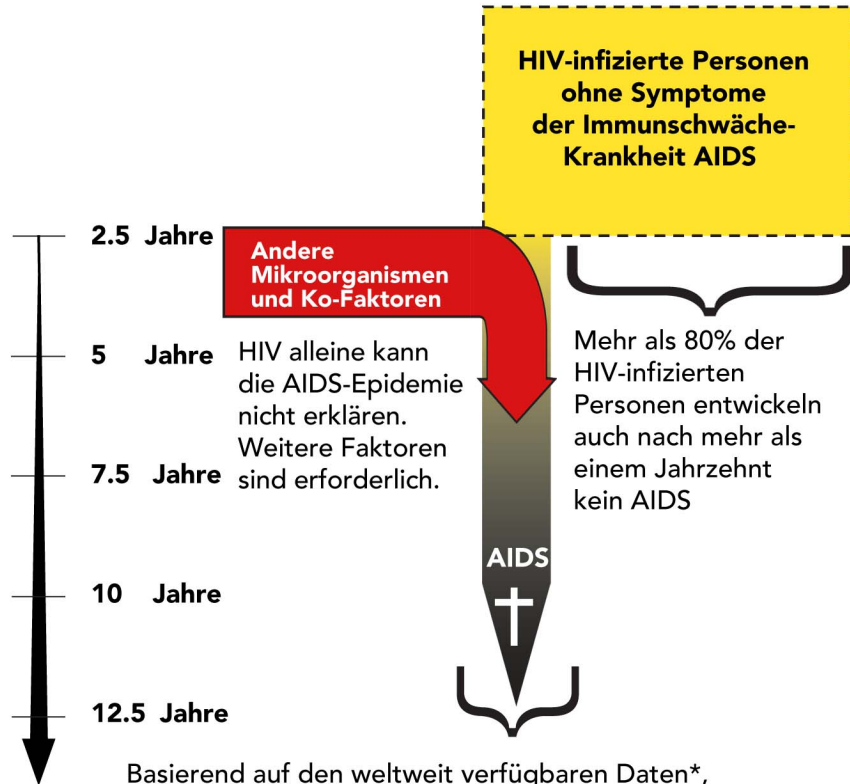 HIV-infizierte Personen
ohne Symptome
der Immunschwäche-
Krankheit AIDS
2.5 Jahre
Andere
Mikroorganismen
und Ko-Faktoren
5 Jahre
HIV alleine kann
die AIDS-Epidemie
nicht erklären.
Weitere Faktoren
sind erforderlich.
Mehr als 80% der
HIV-infizierten
Personen entwickeln
auch nach mehr als
einem Jahrzehnt
kein AIDS
7.5 Jahre
AIDS
10 Jahre
12.5 Jahre
Basierend auf den weltweit verfügbaren Daten*,